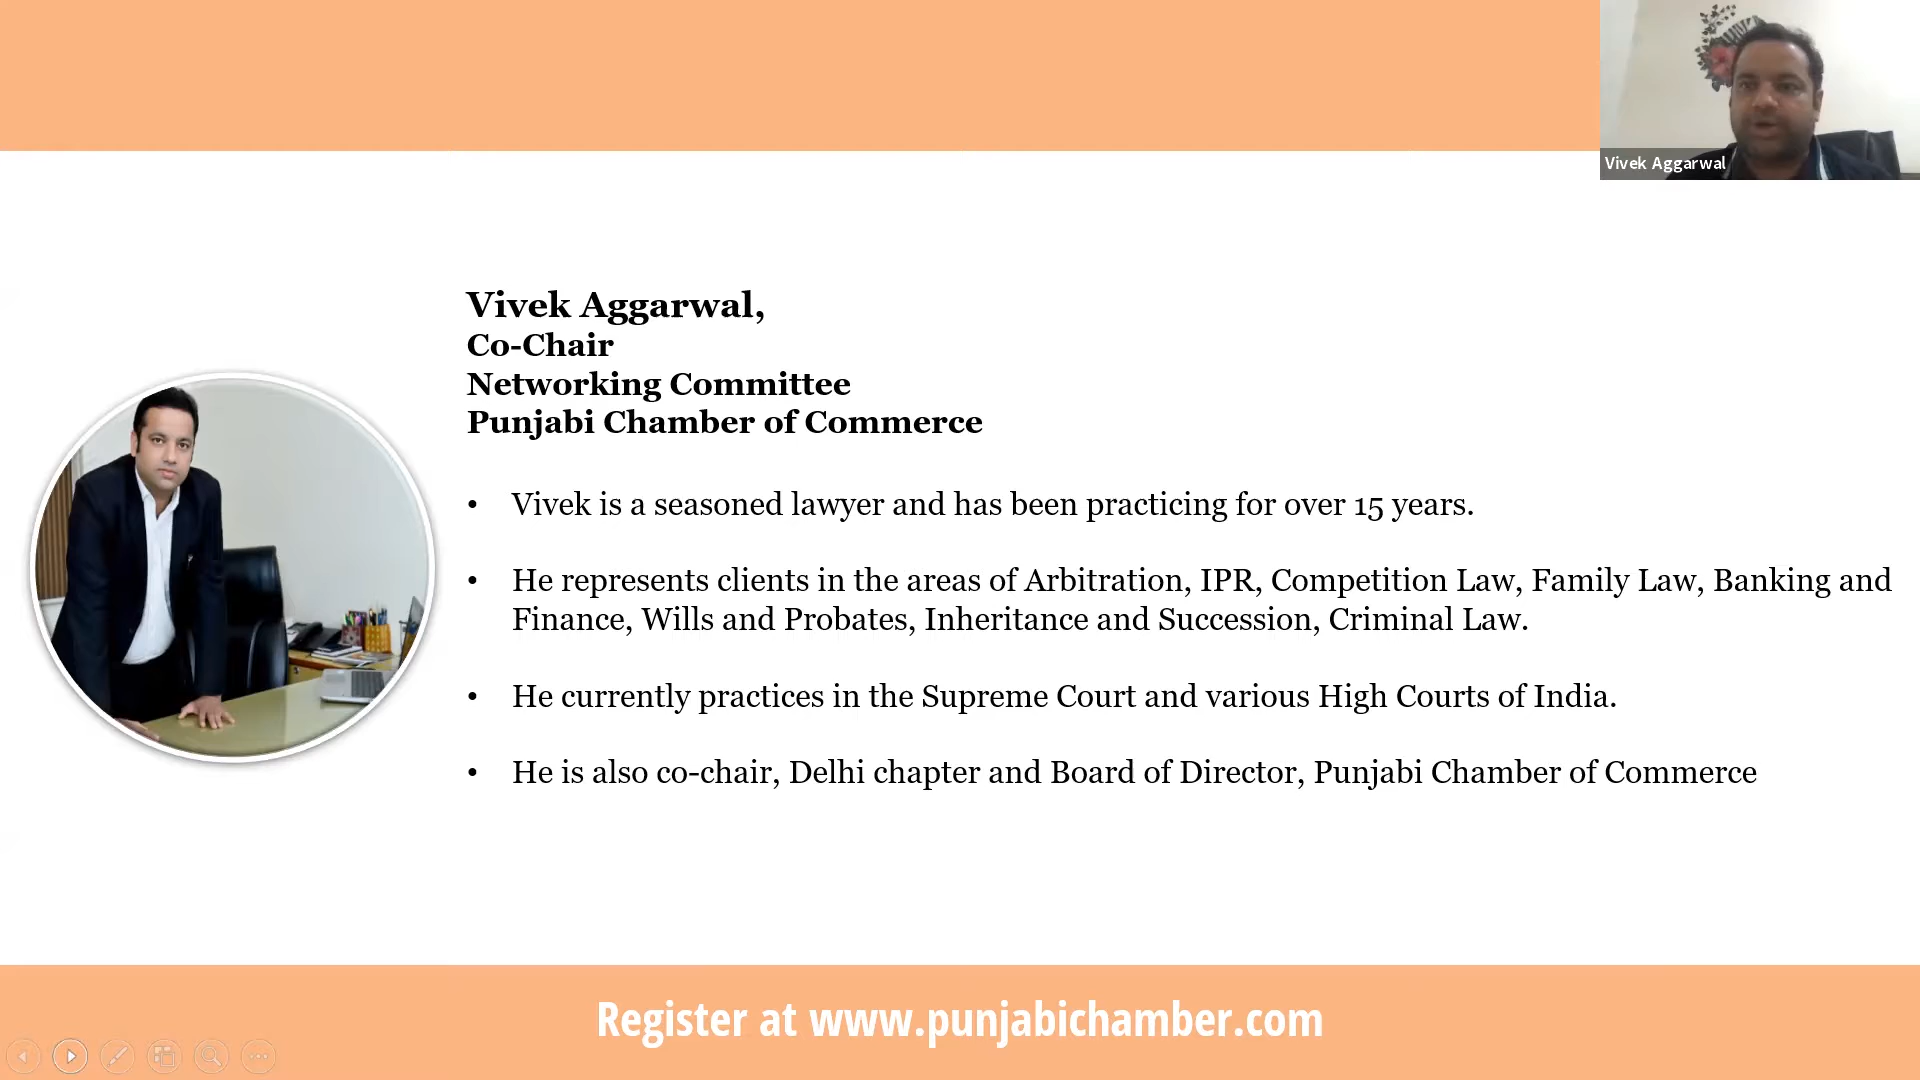 Vivek Aggarwal
Vivek Aggarwal,
Co-Chair
Networking Committee
Punjabi Chamber of Commerce
• Vivek is a seasoned lawyer and has been practicing for over 15 years.
• He represents clients in the areas of Arbitration, IPR, Competition Law, Family Law, Banking and
Finance, Wills and Probates, Inheritance and Succession, Criminal Law.
• He currently practices in the Supreme Court and various High Courts of India.
• He is also co-chair, Delhi chapter and Board of Director, Punjabi Chamber of Commerce
Register at www.punjabichamber.com